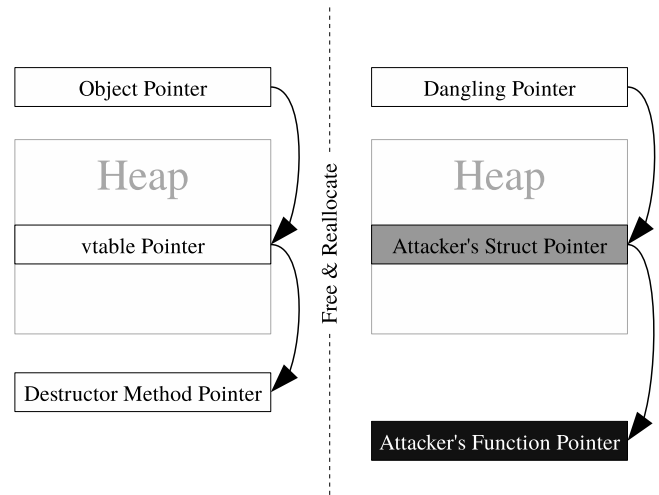 Object Pointer
Heap
vtable Pointer
Destructor Method Pointer
Free & Reallocate
Dangling Pointer
Heap
Attacker's Struct Pointer
Attacker's Function Pointer